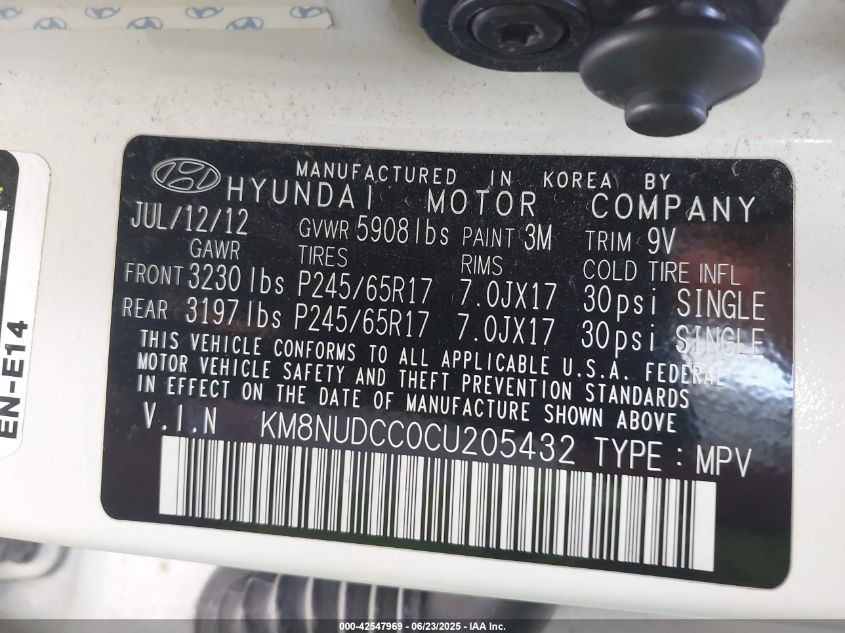 MANUFACTURED IN KOREA BY
HYUNDAI MOTOR COMPANY
JUL/12/12 GVWR 5908lbs PAINT 3M TRIM 9V
GAWR TIRES RIMS COLD TIRE INFL
FRONT 3230lbs P245/65R17 7.0JX17 30psi SINGLE
REAR 3197lbs P245/65R17 7.0JX17 30psi SINGLE
THIS VEHICLE CONFORMS TO ALL APPLICABLE U.S.A. FEDERAL
MOTOR VEHICLE SAFETY AND THEFT PREVENTION STANDARDS
IN EFFECT ON THE DATE OF MANUFACTURE SHOWN ABOVE
V.I.N KM8NUDCC0CU205432 TYPE : MPV
EN-E14
000-42547969 - 06/23/2025 - IAA Inc.